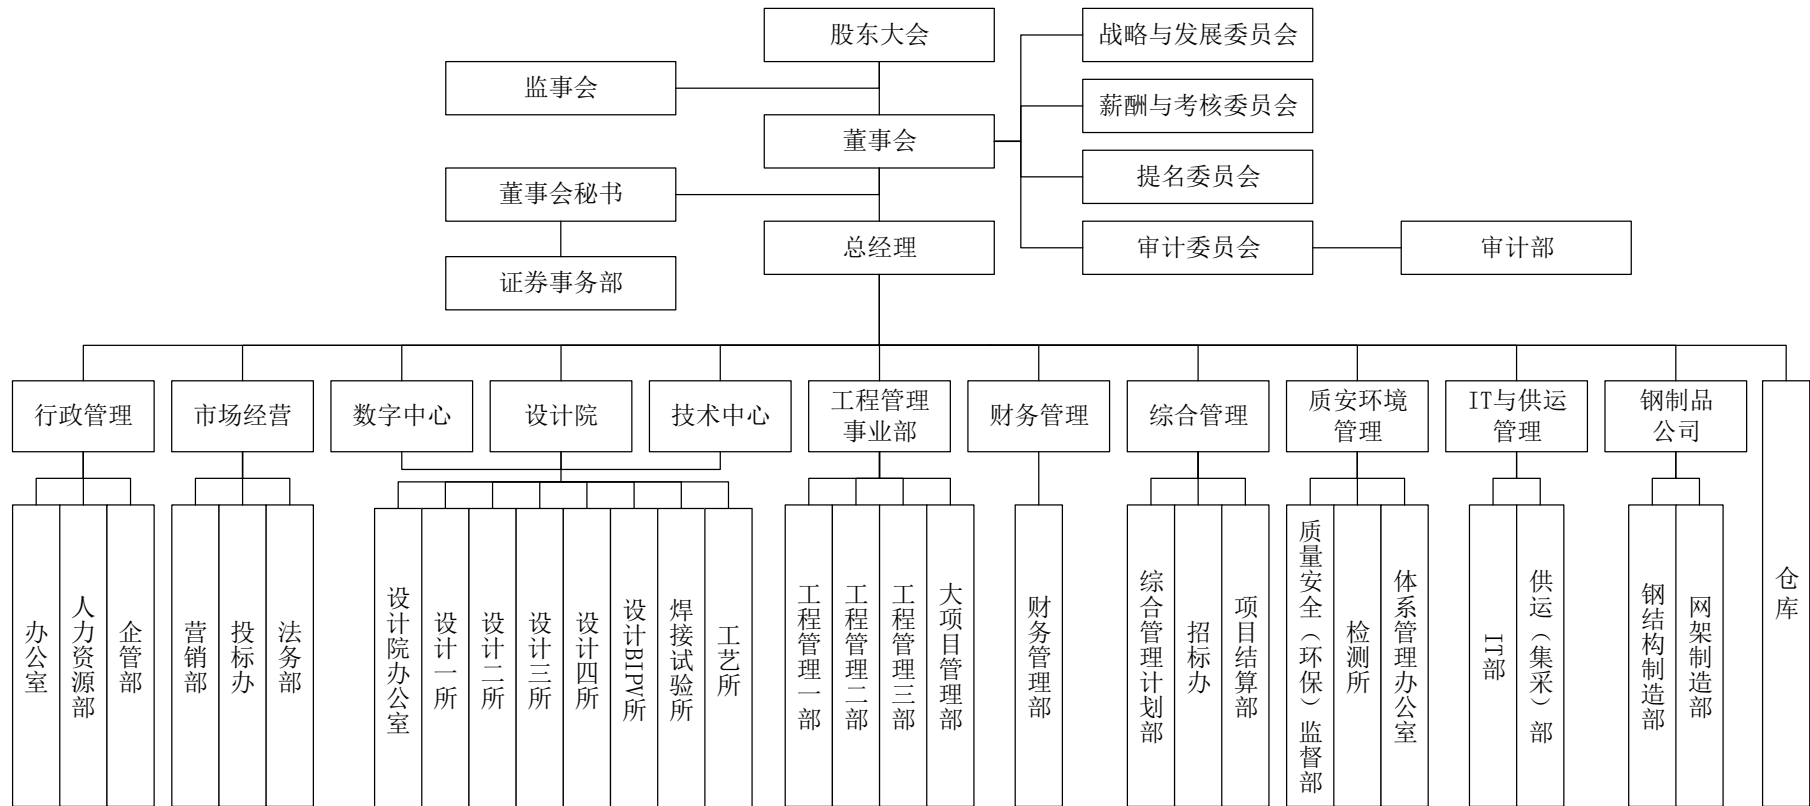 股东大会
战略与发展委员会
监事会
薪酬与考核委员会
董事会
提名委员会
董事会秘书
总经理
审计委员会
审计部
证券事务部
行政管理
市场经营
数字中心
设计院
技术中心
工程管理
事业部
财务管理
综合管理
质安环境
管理
IT与供运
管理
钢制品
公司
仓库
办公室
人力资源部
企管部
营销部
投标办
法务部
设计院办公室
设计一所
设计二所
设计三所
设计四所
设计BIPV所
焊接试验所
工艺所
工程管理一部
工程管理二部
工程管理三部
大项目管理部
财务管理部
综合管理计划部
招标办
项目结算部
质量安全（环保）监督部
检测所
体系管理办公室
IT部
供运（集采）部
钢结构制造部
网架制造部